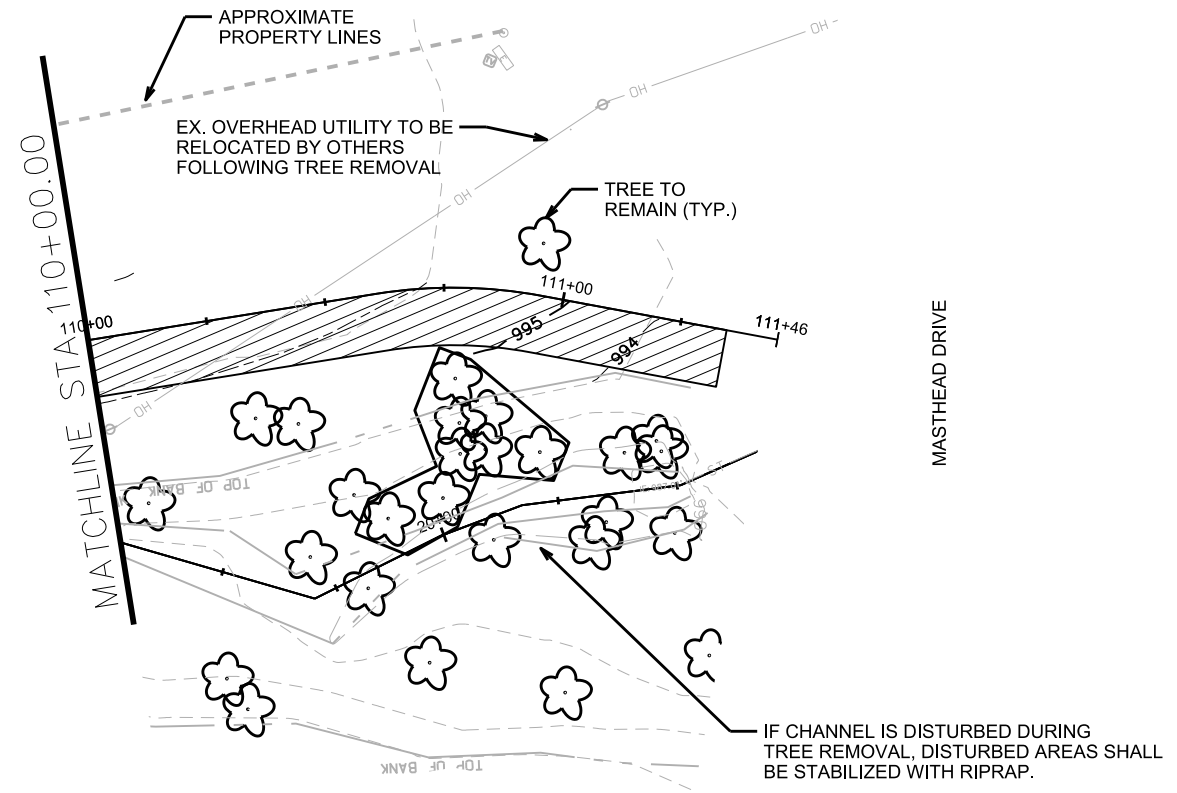 APPROXIMATE
PROPERTY LINES
OH
OH
EX. OVERHEAD UTILITY TO BE
RELOCATED BY OTHERS
FOLLOWING TREE REMOVAL
OH
TREE TO
REMAIN (TYP.)
MATCHLINE STA 110+00.00
OH
111+00
110+00
995
994
111+46
OH
MASTHEAD DRIVE
TOP OF BANK
20+00
IF CHANNEL IS DISTURBED DURING
TREE REMOVAL, DISTURBED AREAS SHALL
BE STABILIZED WITH RIPRAP.
TOP OF BANK